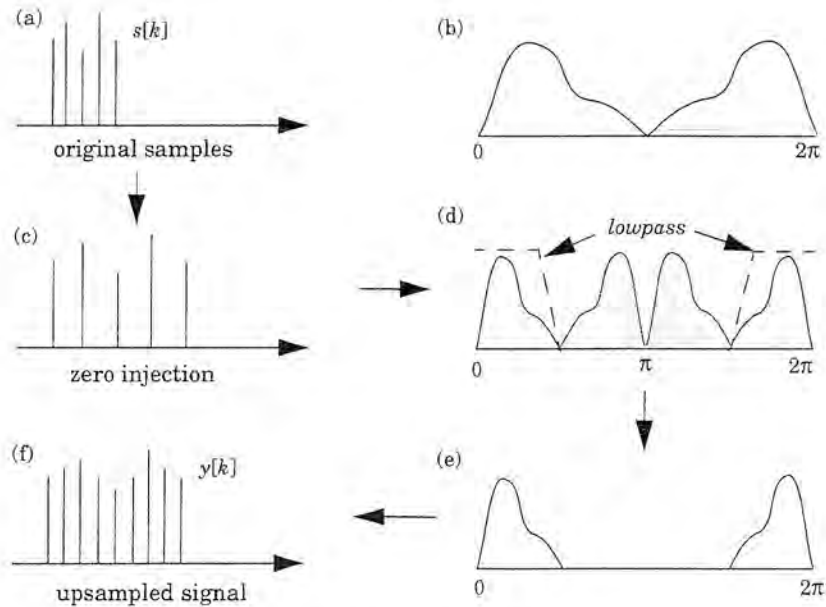 (a)
s[k]
original samples
(b)
0
2π
(c)
zero injection
(d)
lowpass
0
π
2π
(f)
y[k]
upsampled signal
(e)
0
2π